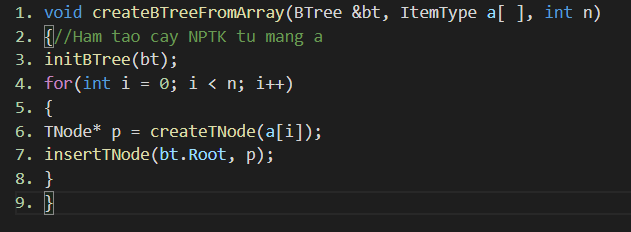 1. void createBTreeFromArray(BTree &bt, ItemType a[ ], int n)
2. {//Ham tao cay NPTK tu mang a
3. initBTree(bt);
4. for(int i = 0; i < n; i++)
5. {
6. TNode* p = createTNode(a[i]);
7. insertTNode(bt.Root, p);
8. }
9. }